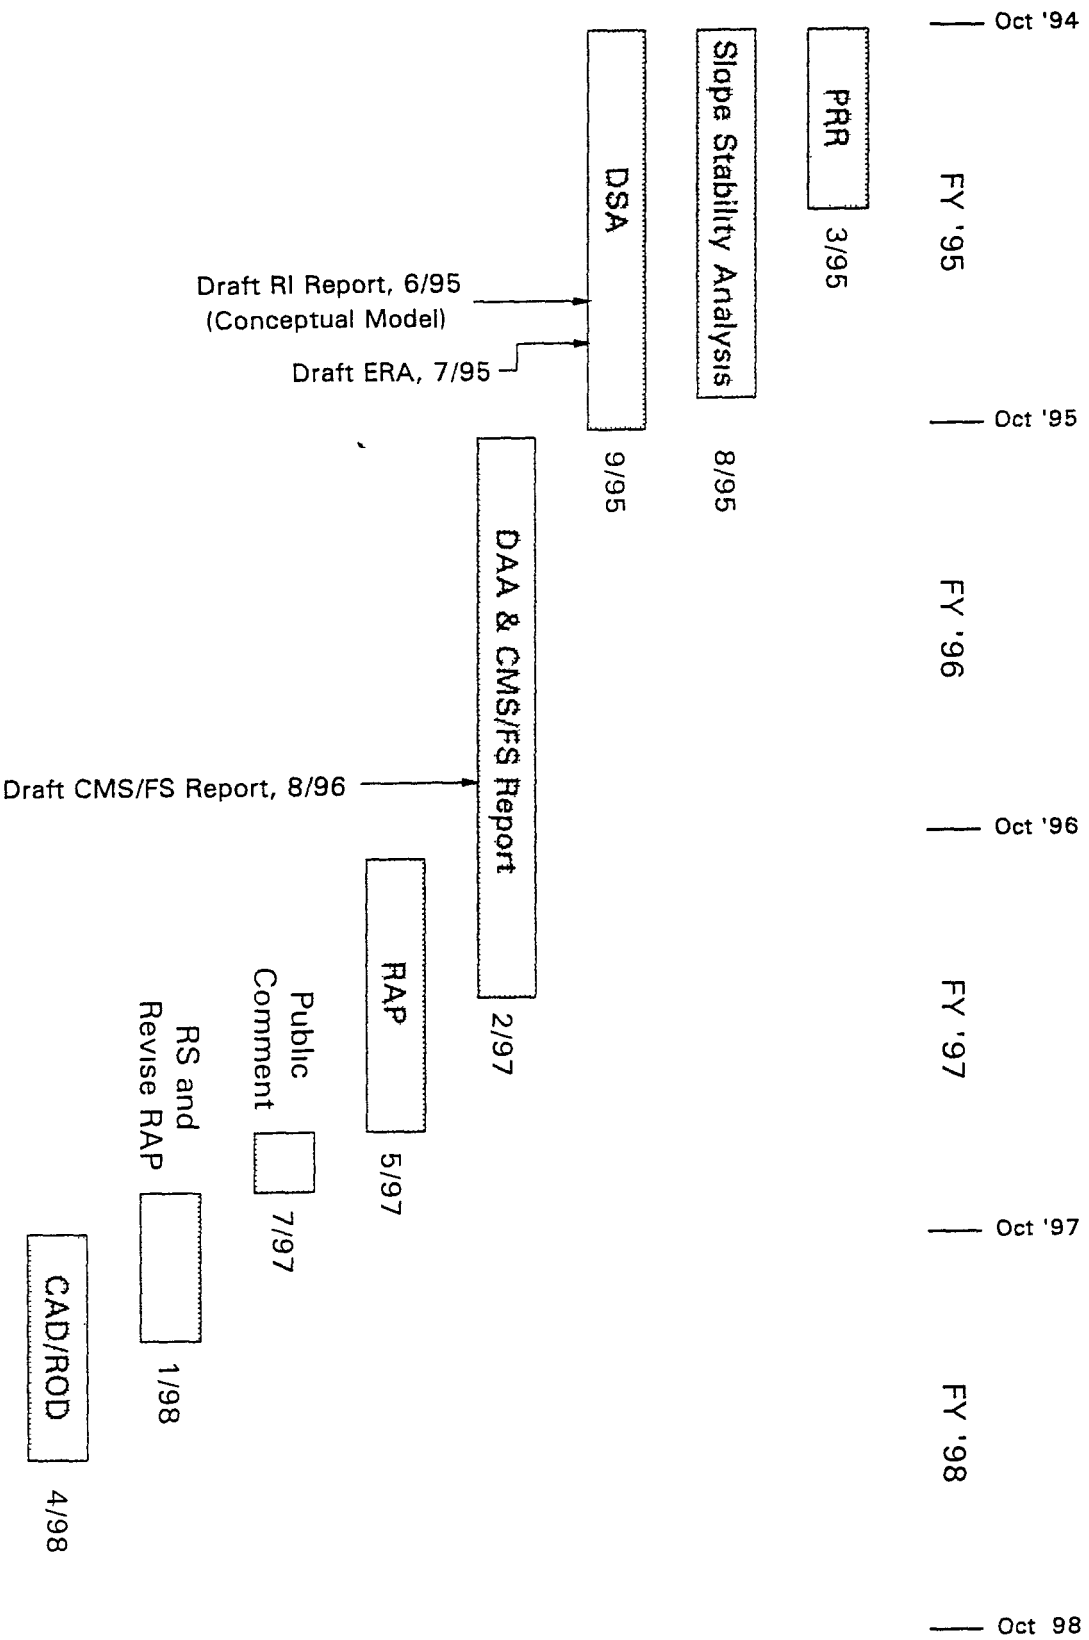 Oct '94
FY '95
Oct '95
FY '96
Oct '96
FY '97
Oct '97
FY '98
Oct 98
PRR
3/95
Slope Stability Analysis
8/95
DSA
9/95
Draft RI Report, 6/95
(Conceptual Model)
Draft ERA, 7/95
DAA & CMS/FS Report
2/97
Draft CMS/FS Report, 8/96
RAP
5/97
Public
Comment
7/97
RS and
Revise RAP
1/98
CAD/ROD
4/98